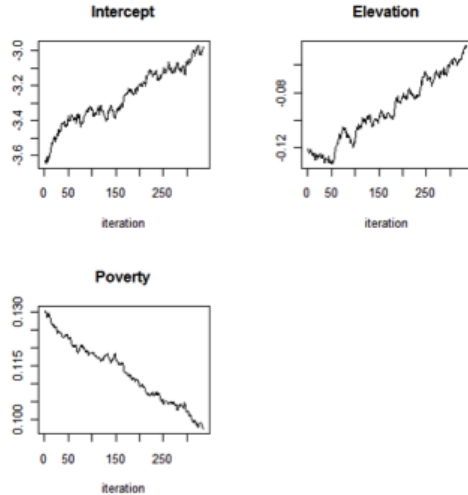 Intercept
-3.0
-3.2
-3.4
-3.6
0 50 150 250
iteration
Elevation
-0.08
-0.12
0 50 150 250
iteration
Poverty
0.130
0.115
0.100
0 50 150 250
iteration